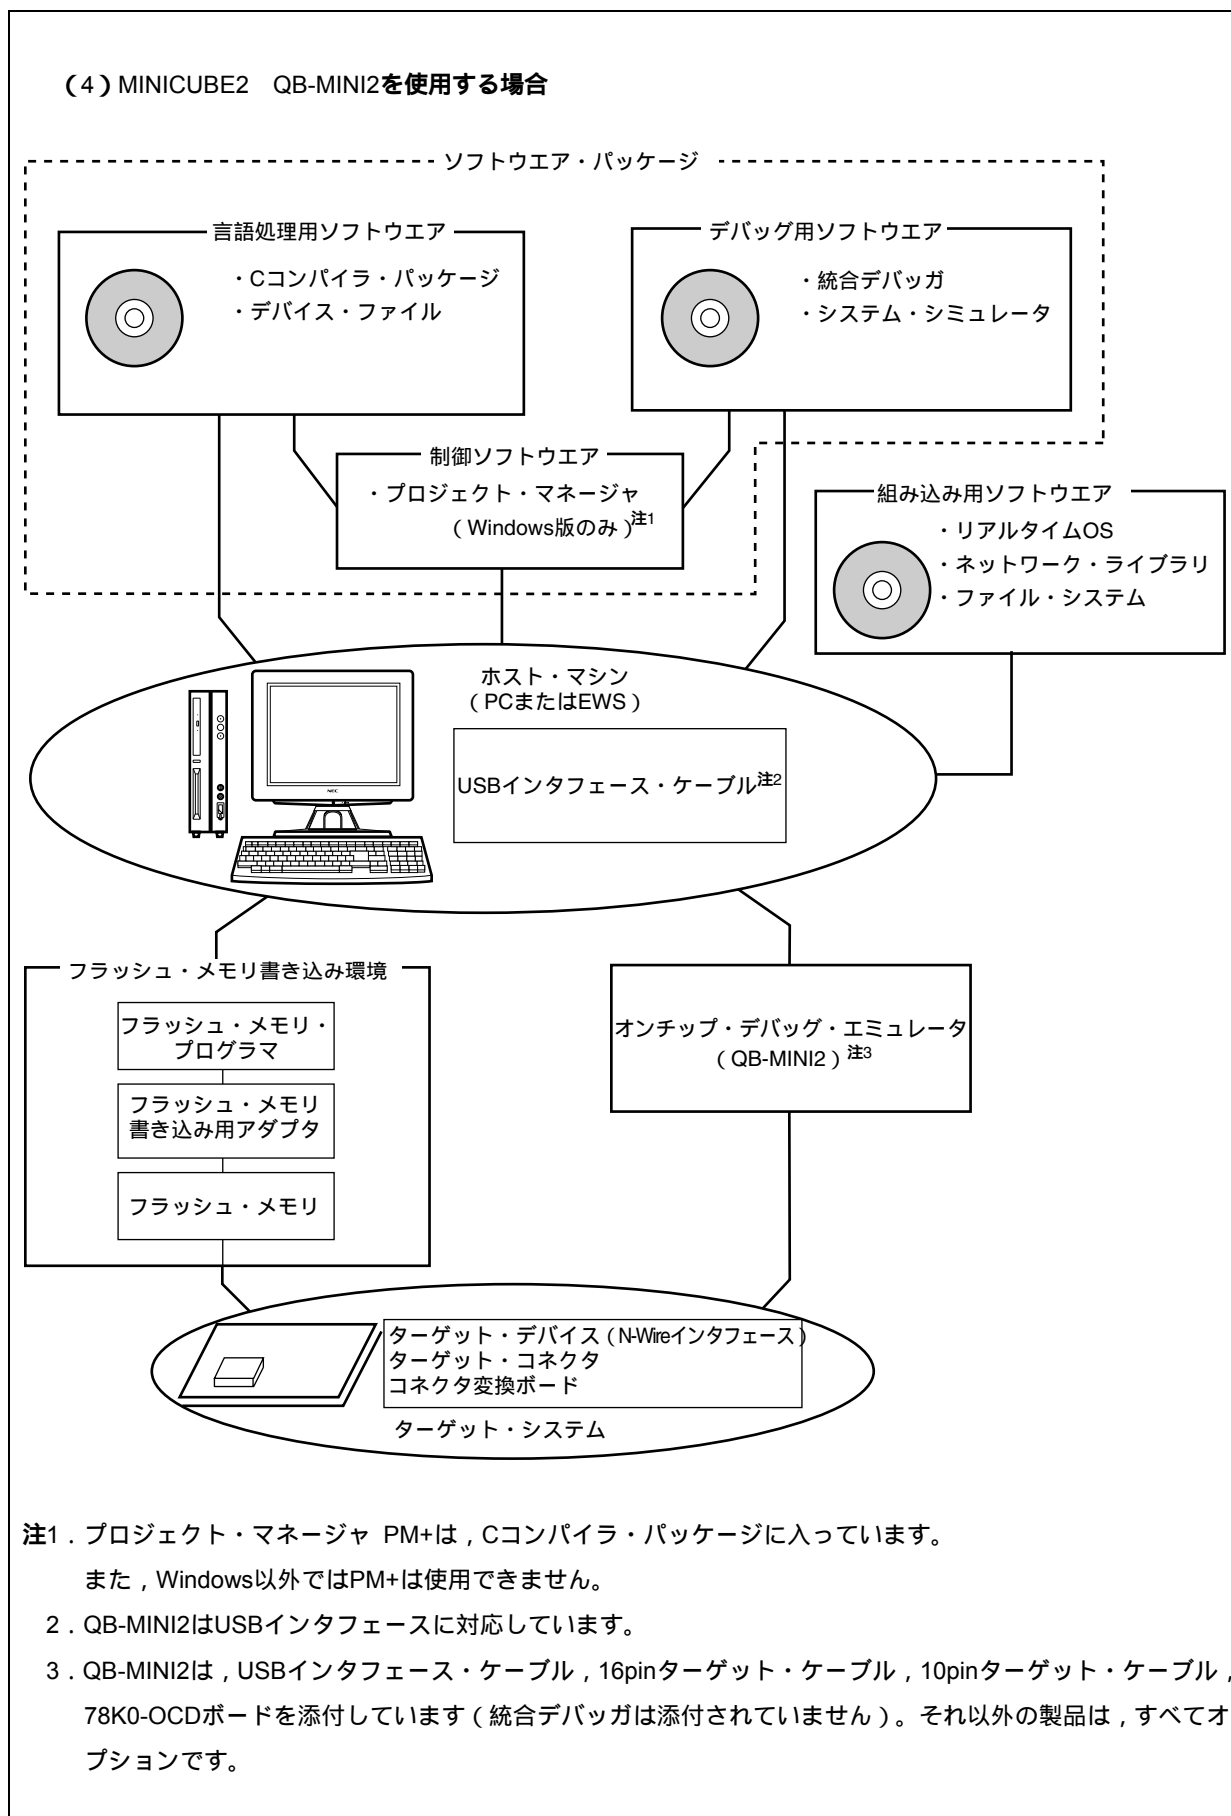 （4）MINICUBE2　QB-MINI2を使用する場合
ソフトウエア・パッケージ
言語処理用ソフトウエア
・Cコンパイラ・パッケージ
・デバイス・ファイル
デバッグ用ソフトウエア
・統合デバッガ
・システム・シミュレータ
制御ソフトウエア
・プロジェクト・マネージャ
（Windows版のみ）注1
組み込み用ソフトウエア
・リアルタイムOS
・ネットワーク・ライブラリ
・ファイル・システム
ホスト・マシン
（PCまたはEWS）
NEC
USBインタフェース・ケーブル注2
フラッシュ・メモリ書き込み環境
フラッシュ・メモリ・
プログラマ
フラッシュ・メモリ
書き込み用アダプタ
フラッシュ・メモリ
オンチップ・デバッグ・エミュレータ
（QB-MINI2）注3
ターゲット・デバイス（N-Wireインタフェース）
ターゲット・コネクタ
コネクタ変換ボード
ターゲット・システム
注1．プロジェクト・マネージャ PM+は，Cコンパイラ・パッケージに入っています。
また，Windows以外ではPM+は使用できません。
2．QB-MINI2はUSBインタフェースに対応しています。
3．QB-MINI2は，USBインタフェース・ケーブル，16pinターゲット・ケーブル，10pinターゲット・ケーブル，
78K0-OCDボードを添付しています（統合デバッガは添付されていません）。それ以外の製品は，すべてオ
プションです。